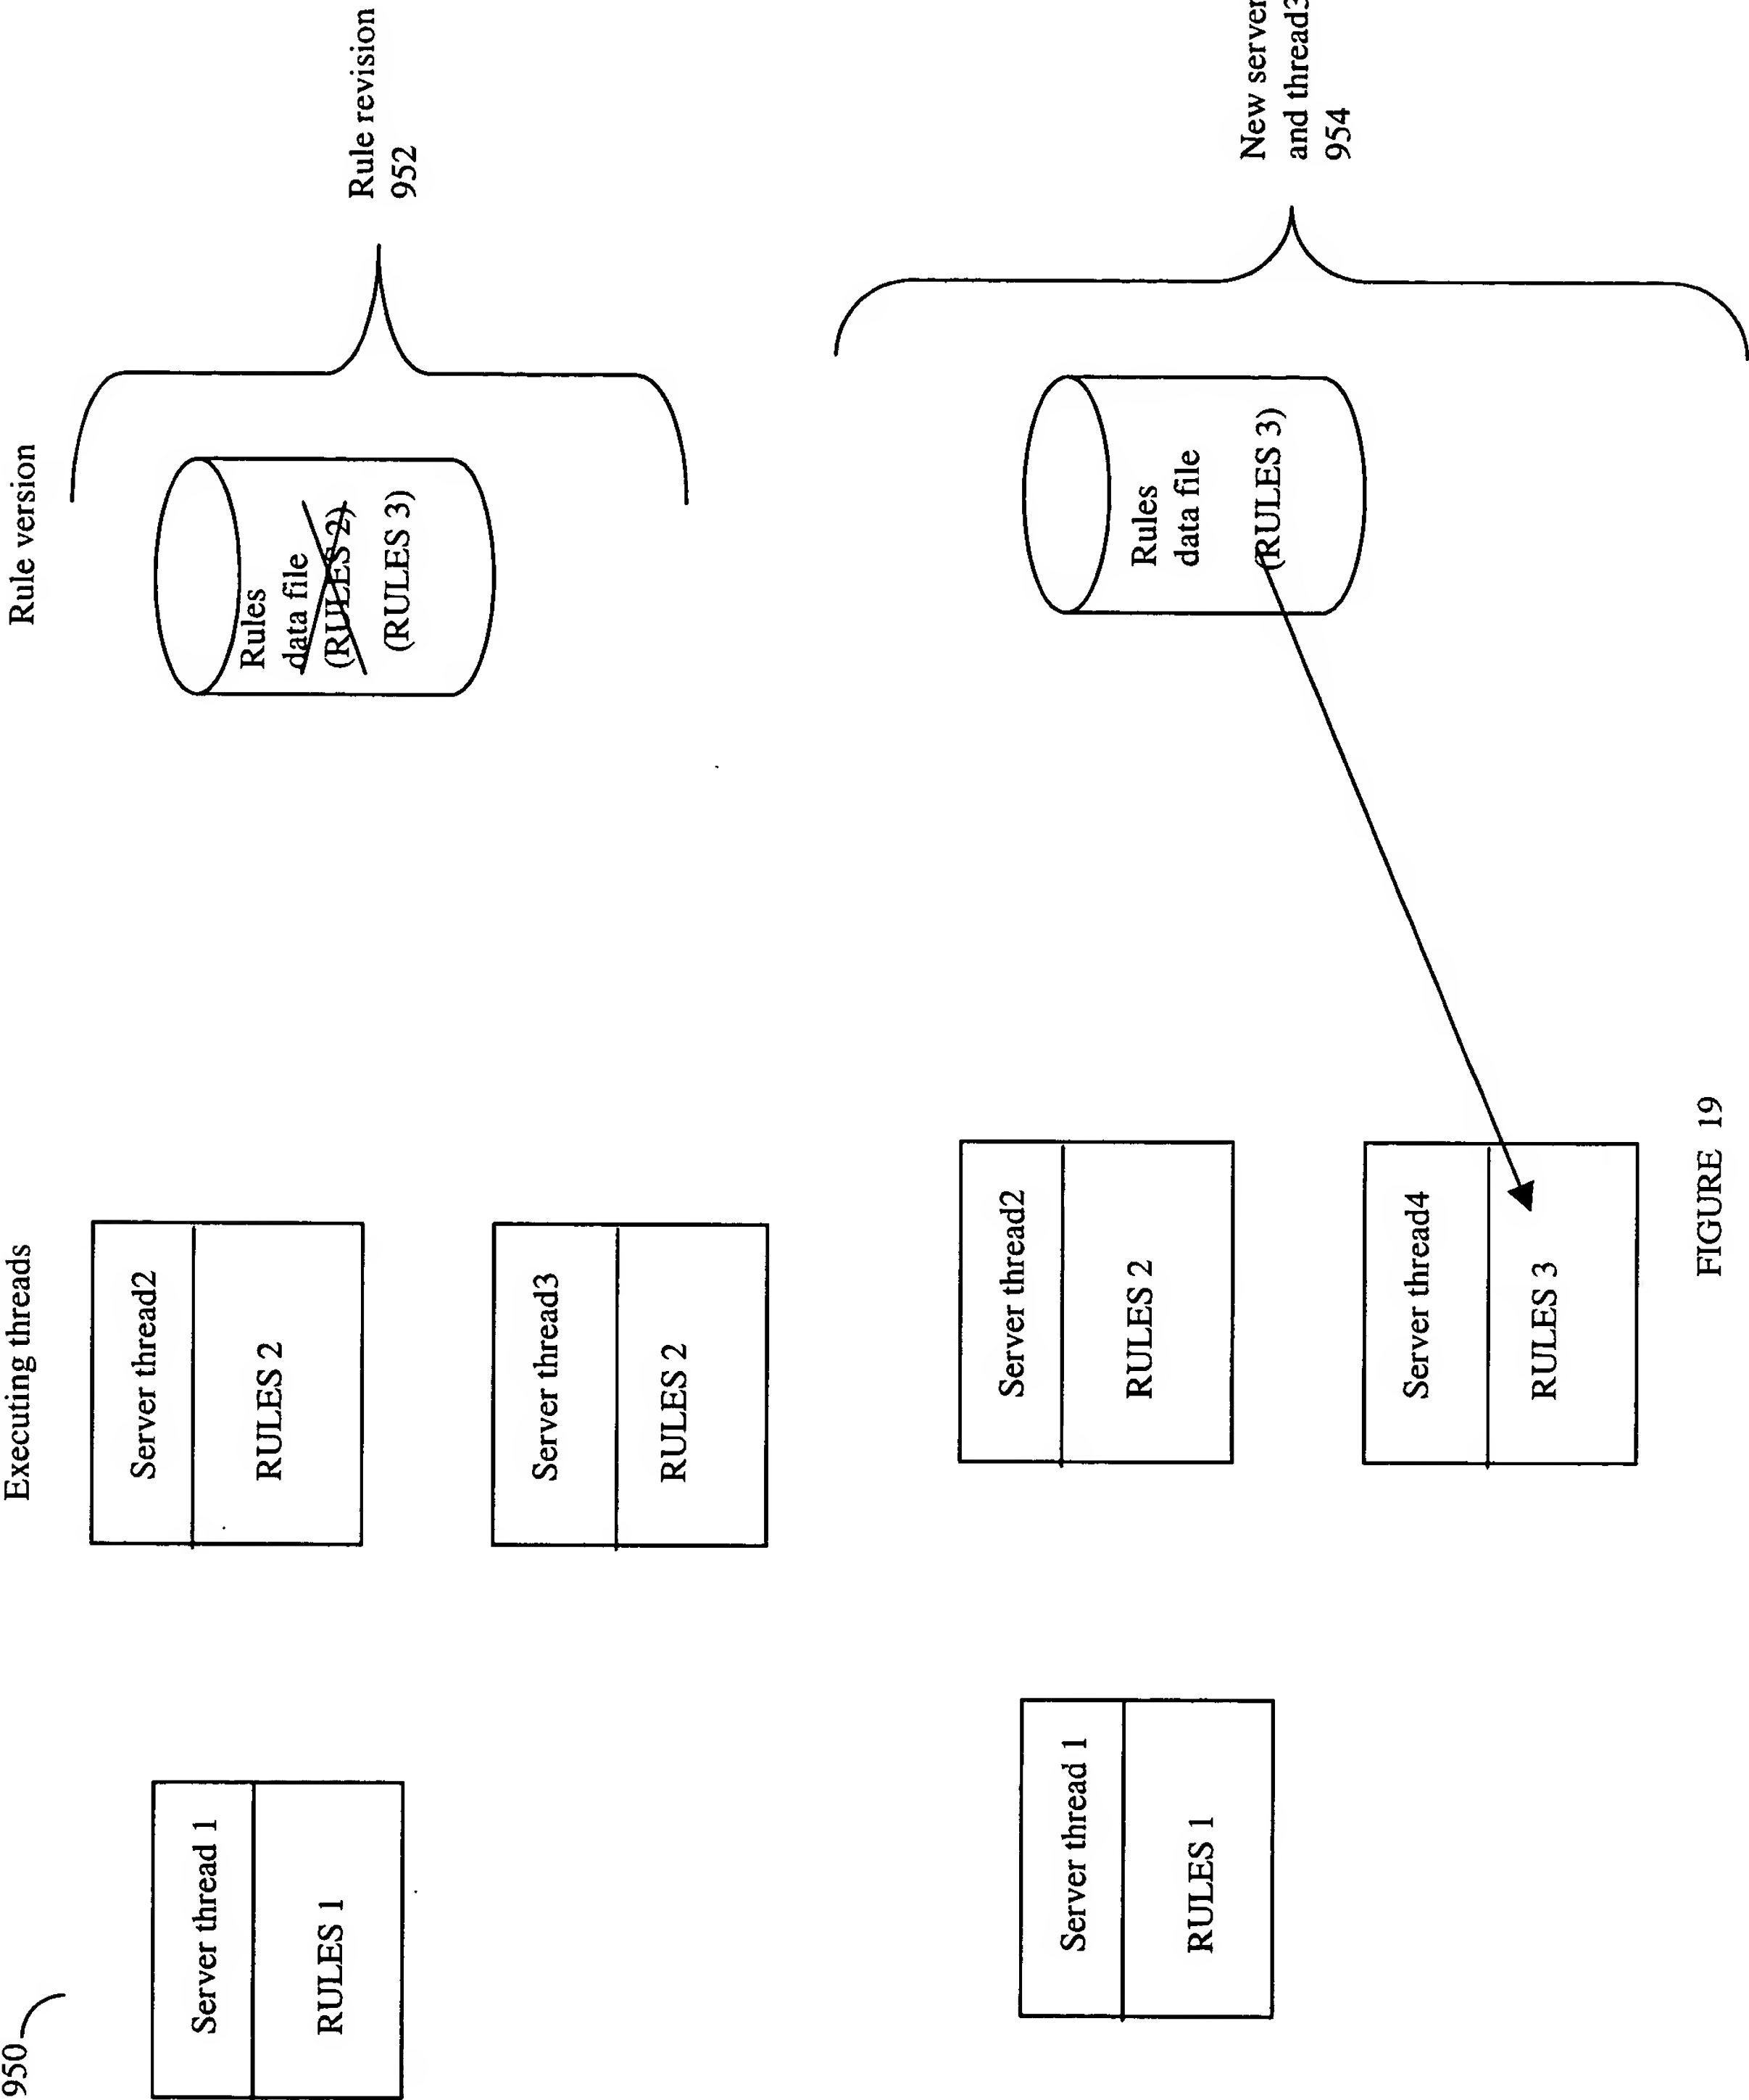 950
Executing threads
Rule version
Server thread 1
RULES 1
Server thread2
RULES 2
Server thread3
RULES 2
Rules
data file
(RULES 2)
(RULES 3)
Rule revision
952
Server thread 1
RULES 1
Server thread2
RULES 2
Server thread4
RULES 3
Rules
data file
(RULES 3)
New server
and thread3
954
FIGURE 19